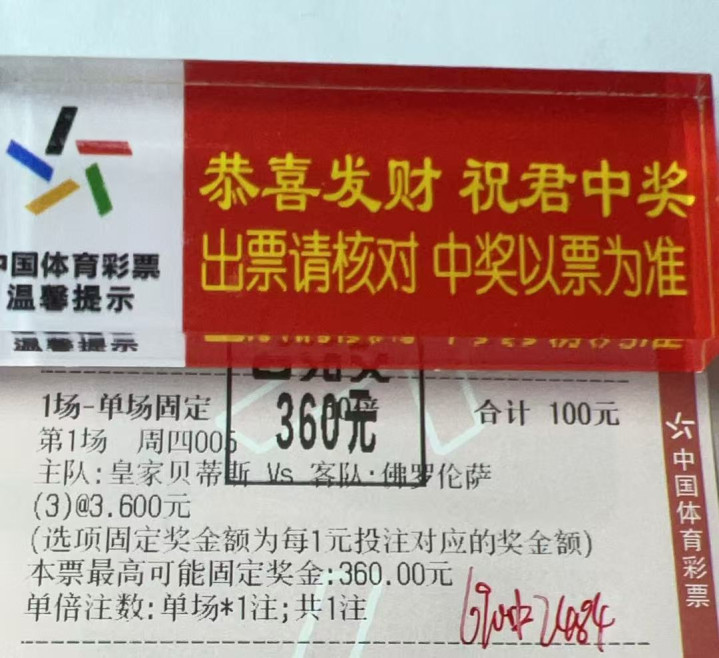 恭喜发财 祝君中奖
出票请核对 中奖以票为准
中国体育彩票
温馨提示
1场-单场固定 50倍 合计 100元
360元
第1场 周四005
主队:皇家贝蒂斯 Vs 客队:佛罗伦萨
(3)@3.600元
(选项固定奖金额为每1元投注对应的奖金额)
本票最高可能固定奖金:360.00元
单倍注数:单场*1注;共1注
中国体育彩票